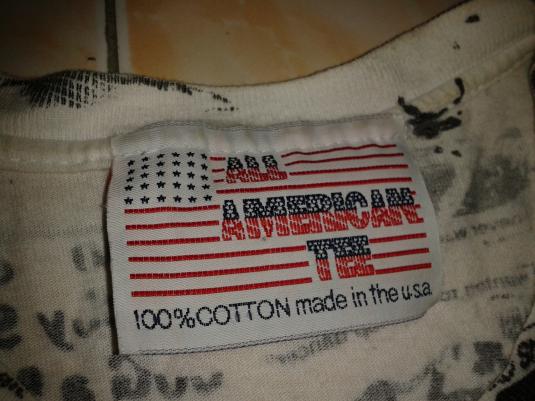 ALL
AMERICAN
TEE
100% COTTON made in the u.s.a.